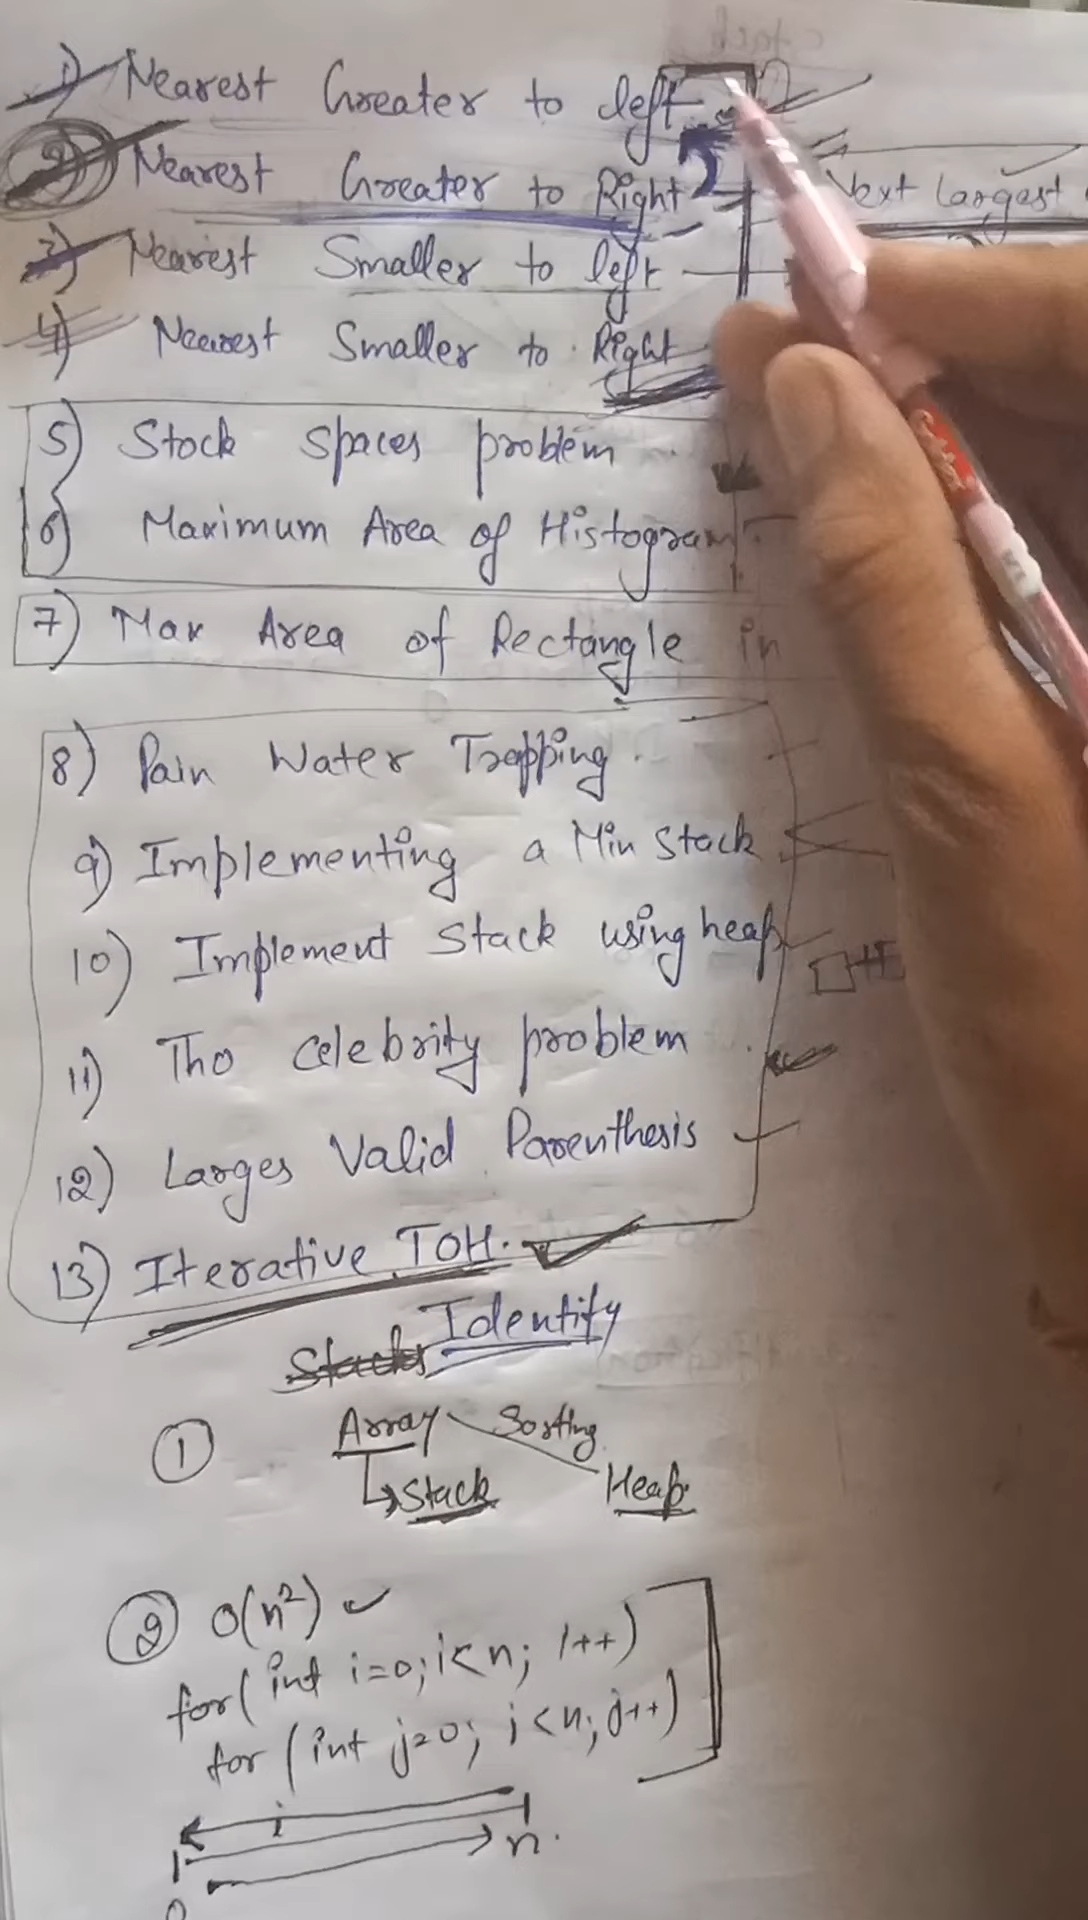 1) Nearest Greater to left
2) Nearest Greater to Right Next largest
3) Nearest Smaller to left
4) Nearest Smaller to Right
5) Stock Spaces problem
6) Maximum Area of Histogram
7) Max Area of Rectangle in
8) Rain Water Trapping
9) Implementing a Min Stack
10) Implement Stack using heap
11) The Celebrity problem
12) Larges Valid Parenthesis
13) Iterative TOH.
Stacks Identify
① Array Sorting
Stack Heap
② O(n²)
for(int i=0; i<n; i++)
for (int j=0; j<n; j++)
i
n.
0